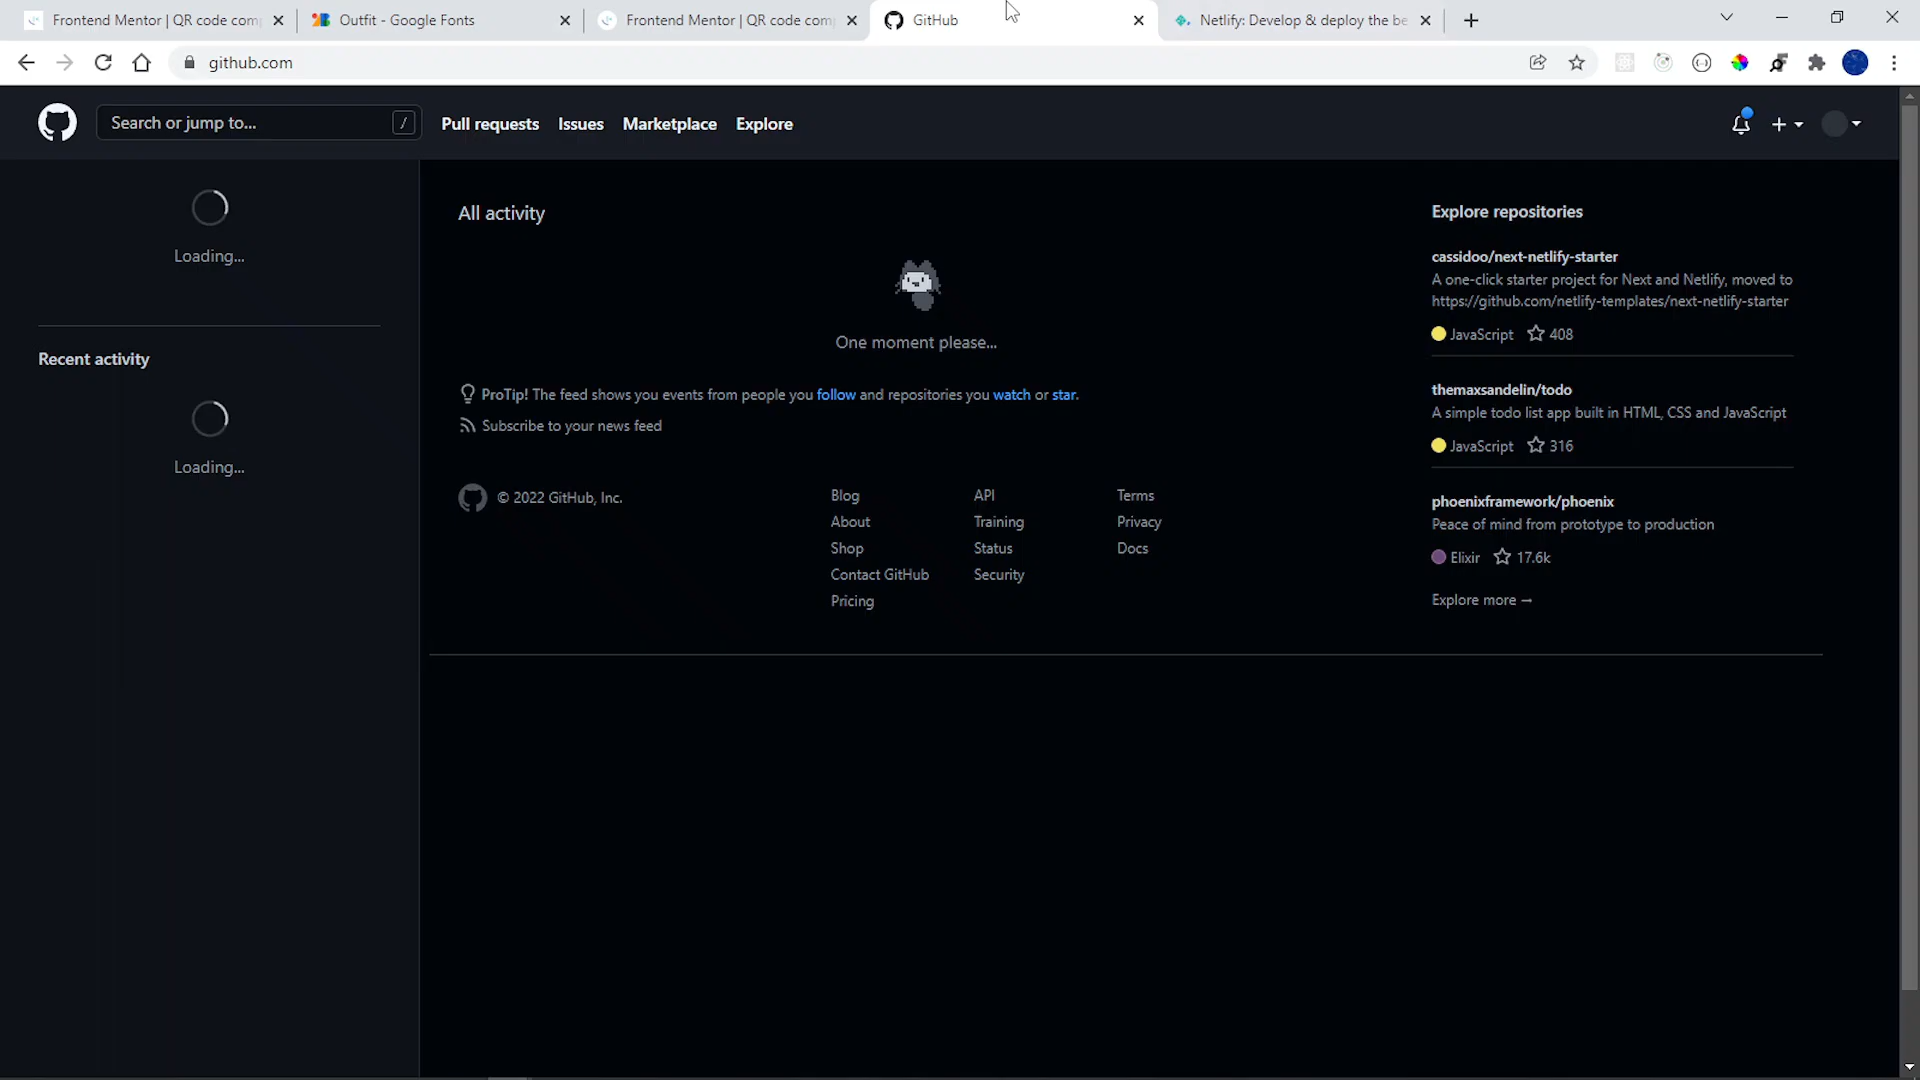 Frontend Mentor | QR code comp
Outfit - Google Fonts
Frontend Mentor | QR code com
GitHub
Netlify: Develop & deploy the be
github.com
Search or jump to...
/
Pull requests
Issues
Marketplace
Explore
Loading...
Recent activity
Loading...
All activity
One moment please...
ProTip! The feed shows you events from people you follow and repositories you watch or star.
Subscribe to your news feed
© 2022 GitHub, Inc.
Blog
About
Shop
Contact GitHub
Pricing
API
Training
Status
Security
Terms
Privacy
Docs
Explore repositories
cassidoo/next-netlify-starter
A one-click starter project for Next and Netlify, moved to
https://github.com/netlify-templates/next-netlify-starter
JavaScript 408
themaxsandelin/todo
A simple todo list app built in HTML, CSS and JavaScript
JavaScript 316
phoenixframework/phoenix
Peace of mind from prototype to production
Elixir 17.6k
Explore more →